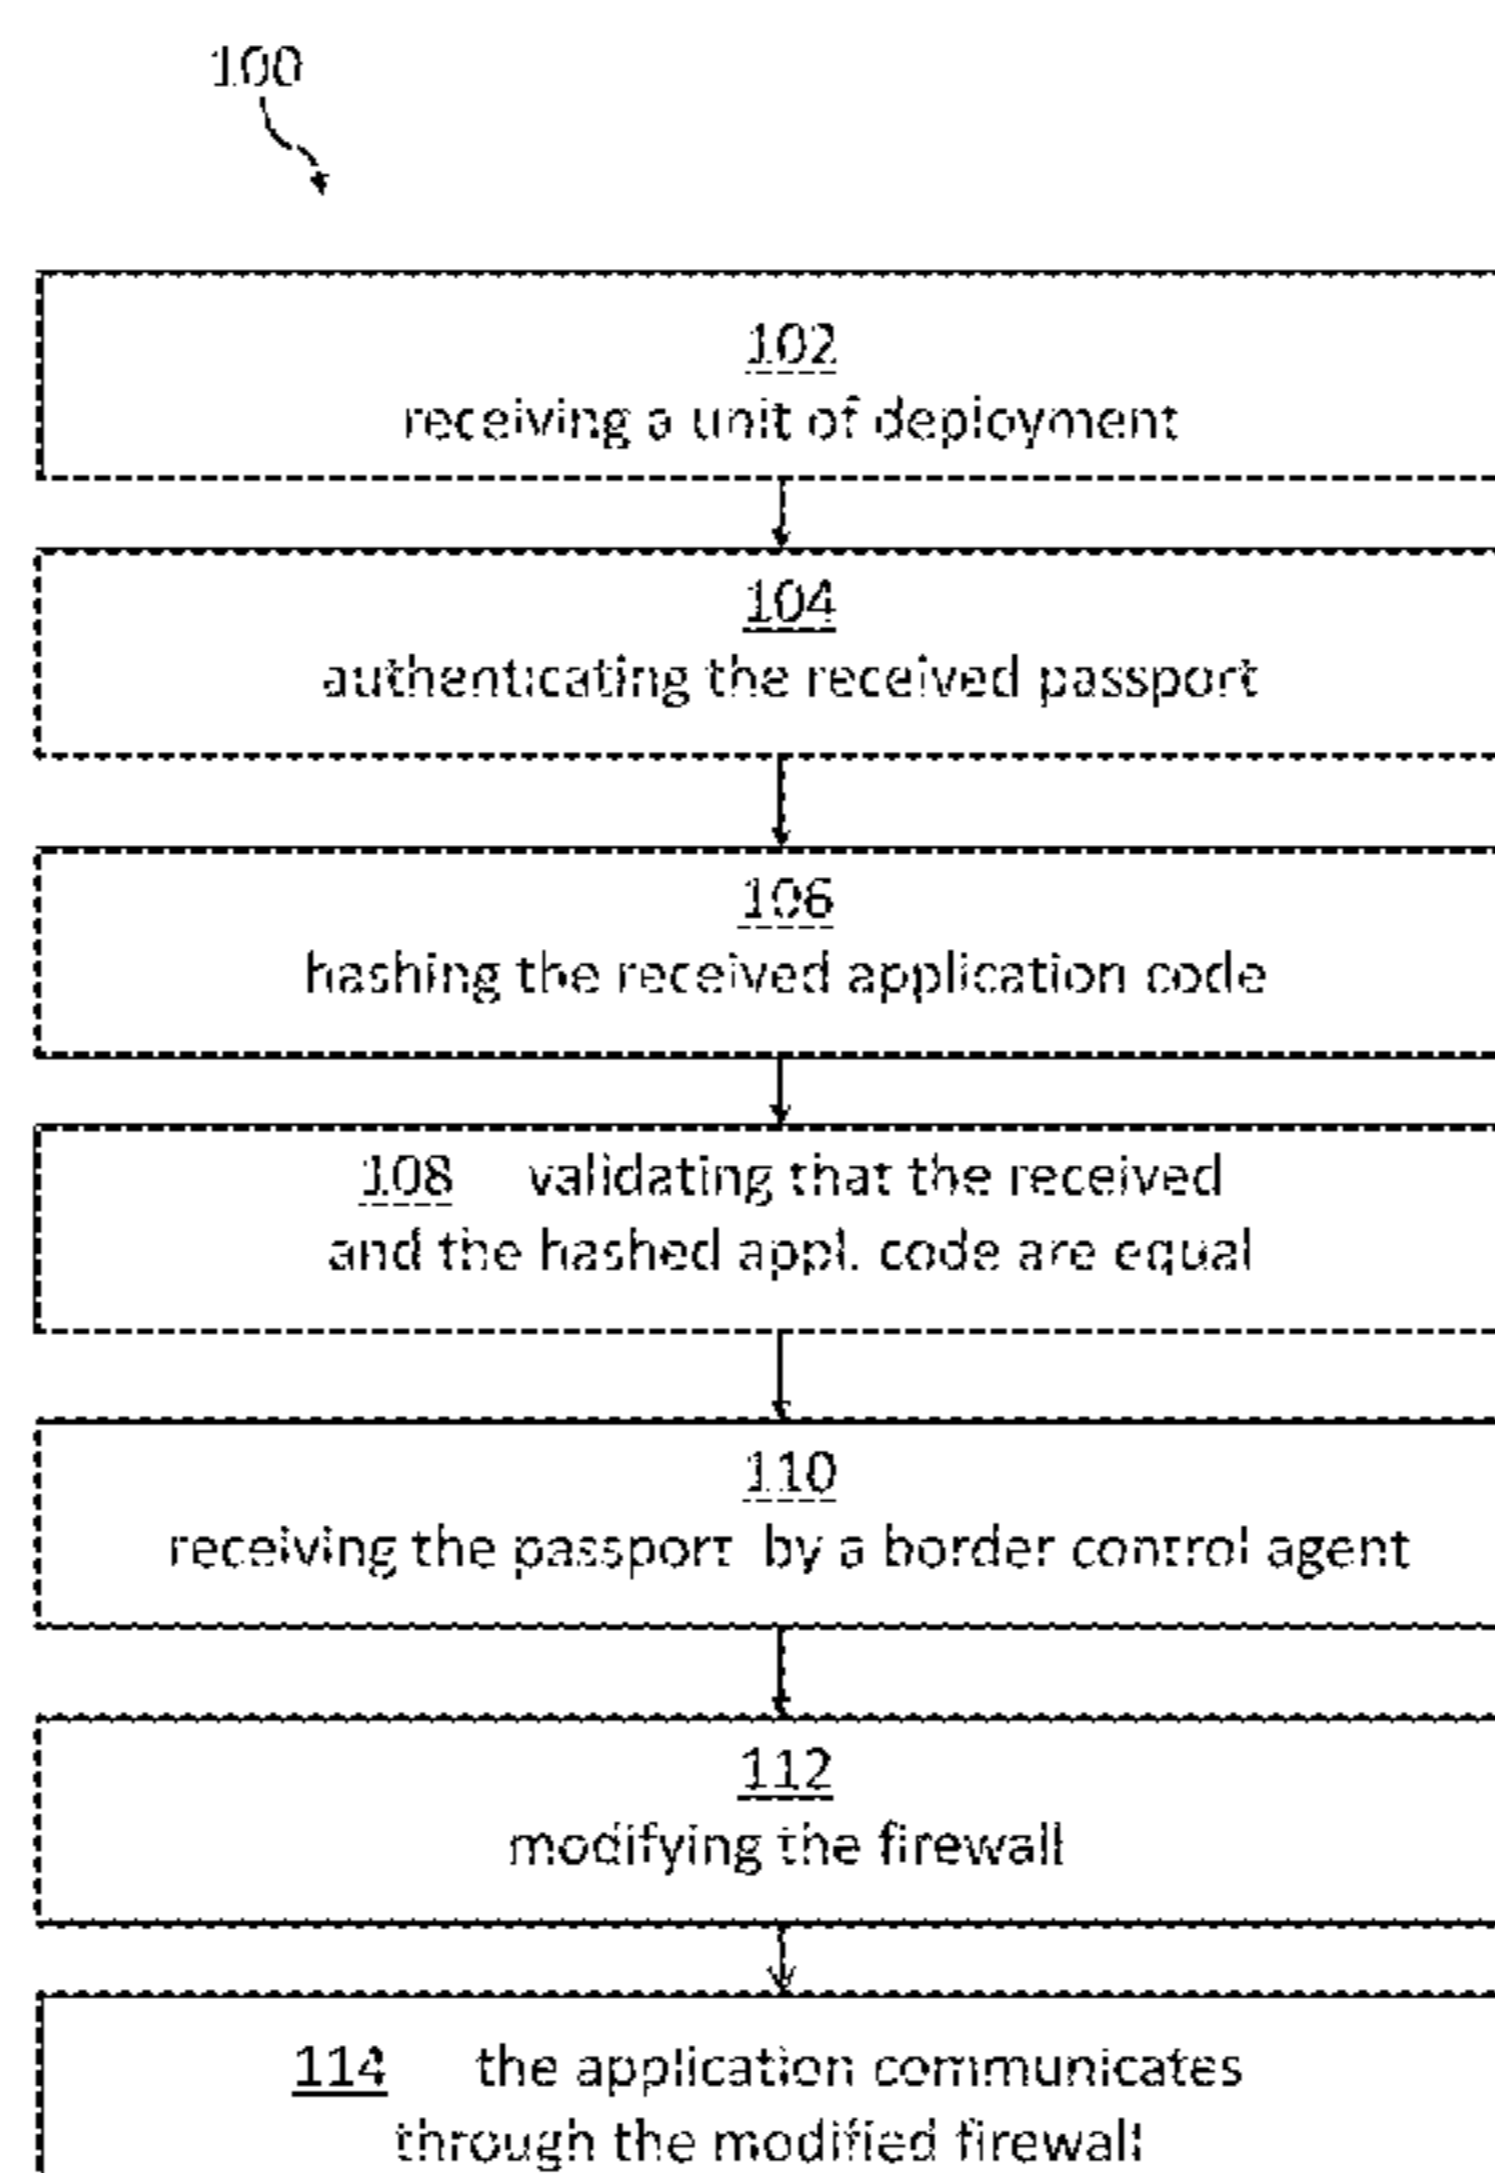 100
102
receiving a unit of deployment
104
authenticating the received passport
106
hashing the received application code
108 validating that the received
and the hashed appl. code are equal
110
receiving the passport by a border control agent
112
modifying the firewall
114 the application communicates
through the modified firewall